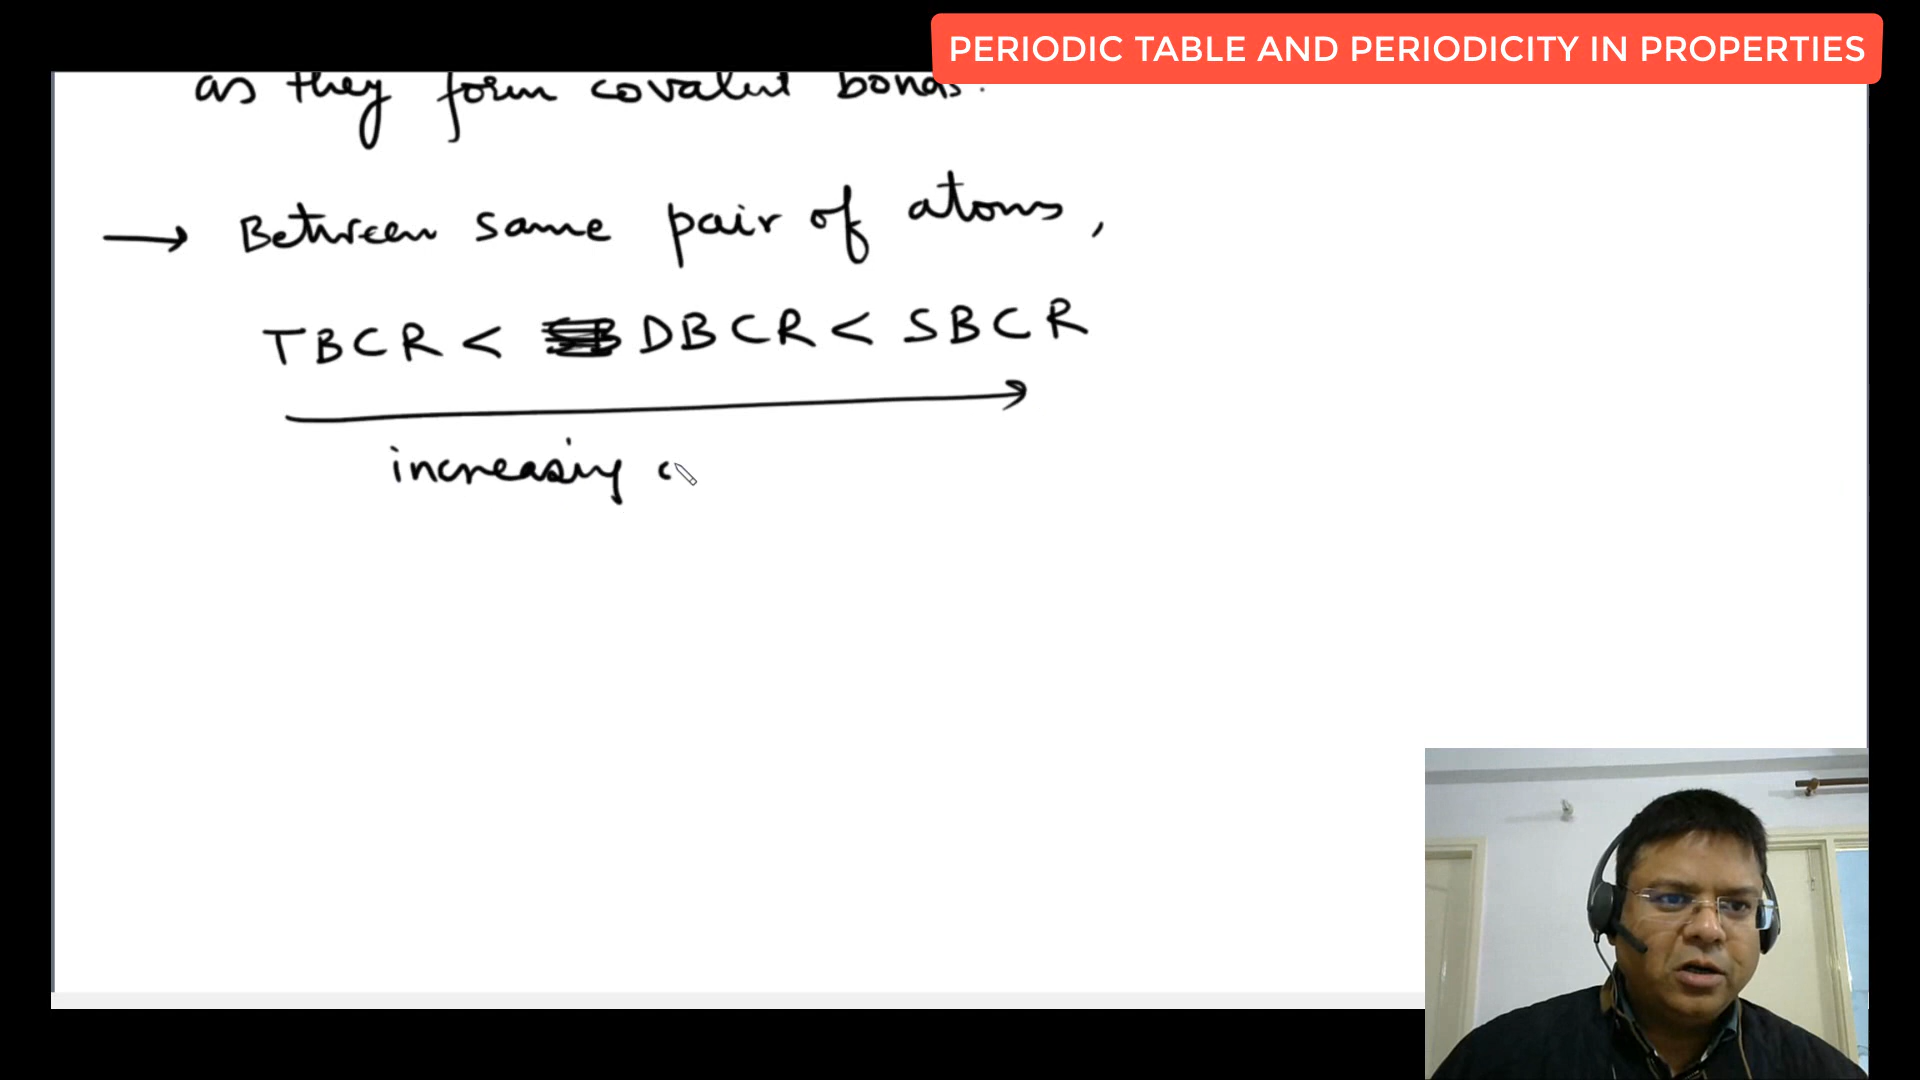 PERIODIC TABLE AND PERIODICITY IN PROPERTIES
as they form covalent bonds.
→ Between same pair of atoms,
TBCR < DBCR < SBCR
increasing